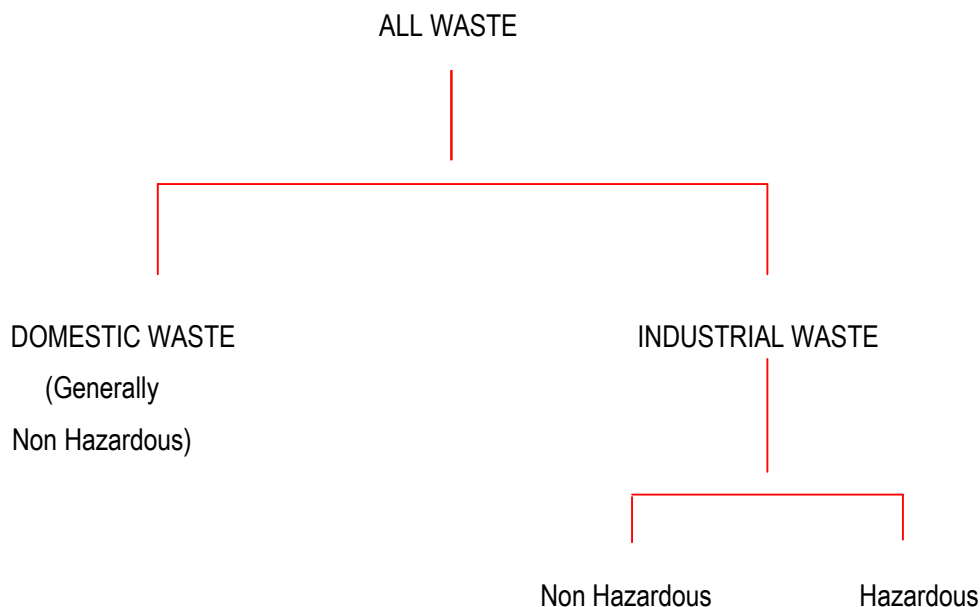 ALL WASTE
DOMESTIC WASTE
(Generally
Non Hazardous)
INDUSTRIAL WASTE
Non Hazardous
Hazardous